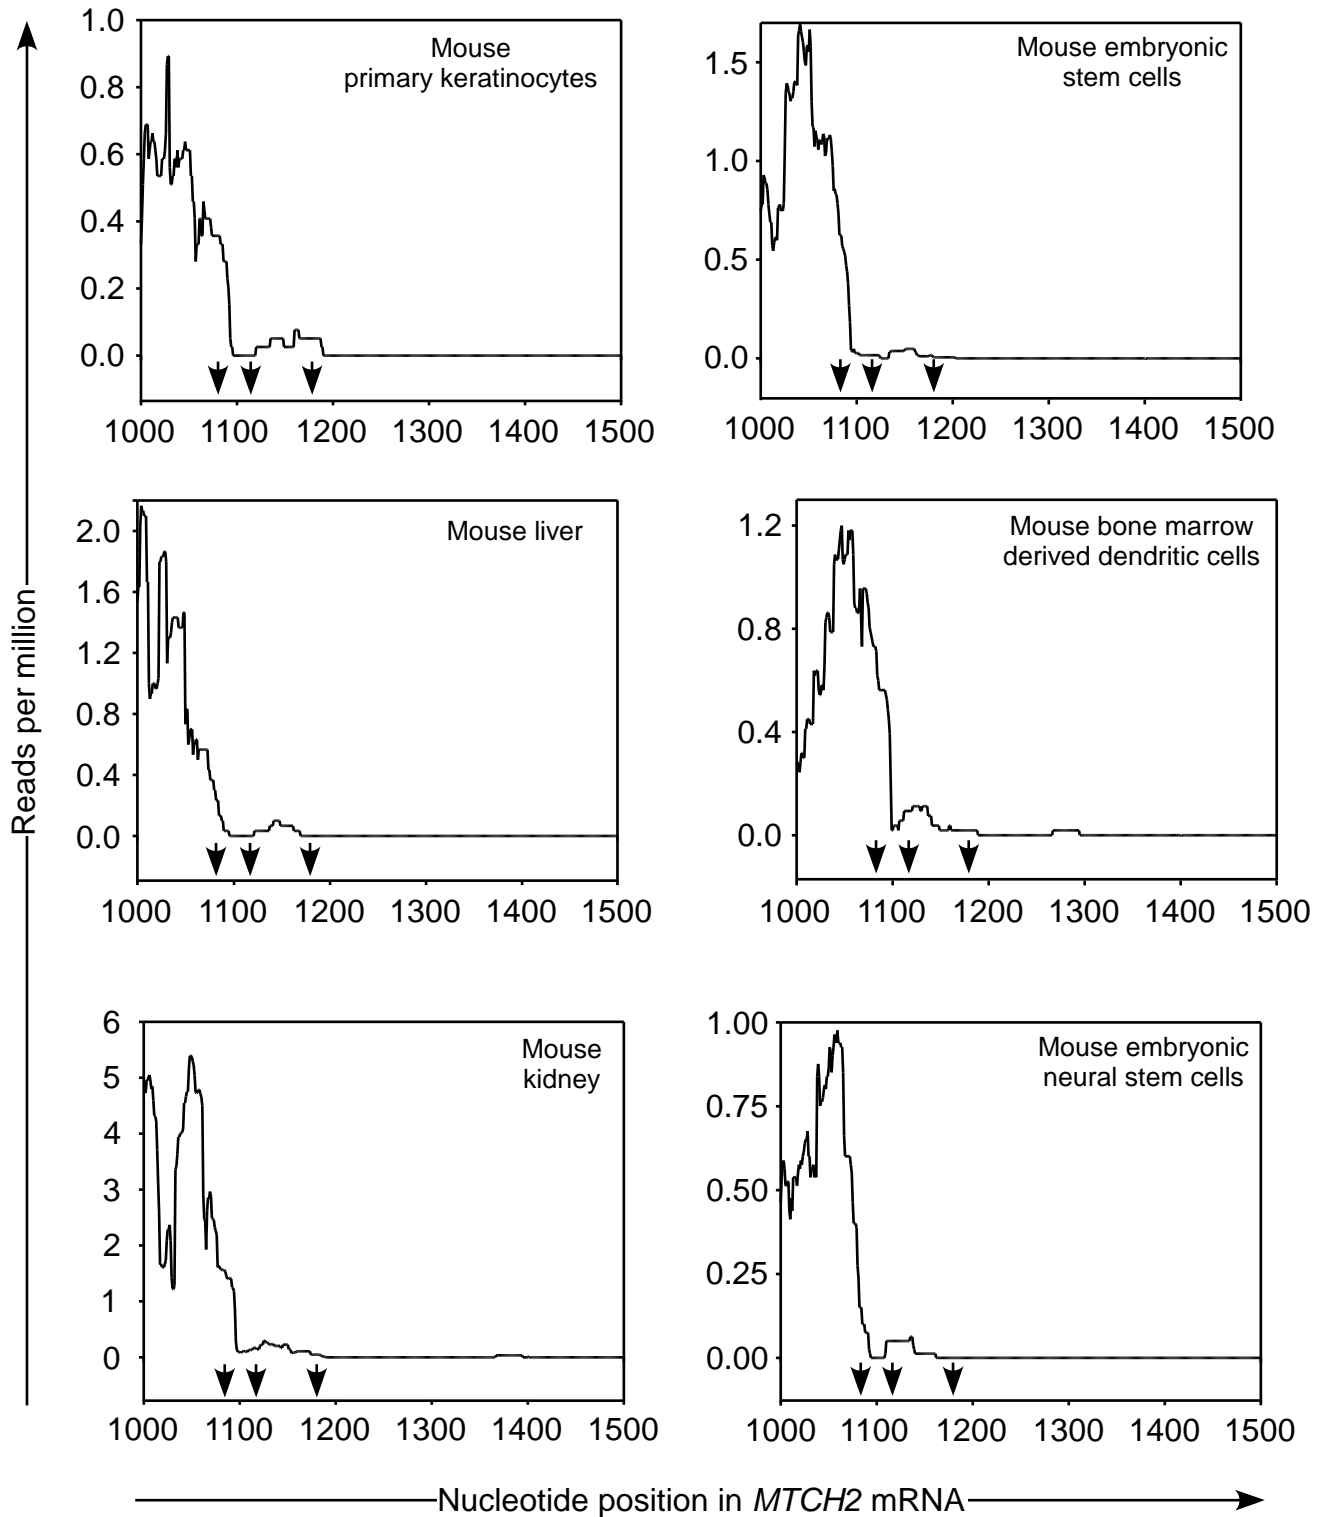 Reads per million
1.0
0.8
0.6
0.4
0.2
0.0
Mouse
primary keratinocytes
1000 1100 1200 1300 1400 1500
1.5
1.0
0.5
0.0
Mouse embryonic
stem cells
1000 1100 1200 1300 1400 1500
2.0
1.6
1.2
0.8
0.4
0.0
Mouse liver
1000 1100 1200 1300 1400 1500
1.2
0.8
0.4
0.0
Mouse bone marrow
derived dendritic cells
1000 1100 1200 1300 1400 1500
6
5
4
3
2
1
0
Mouse
kidney
1000 1100 1200 1300 1400 1500
1.00
0.75
0.50
0.25
0.00
Mouse embryonic
neural stem cells
1000 1100 1200 1300 1400 1500
Nucleotide position in MTCH2 mRNA